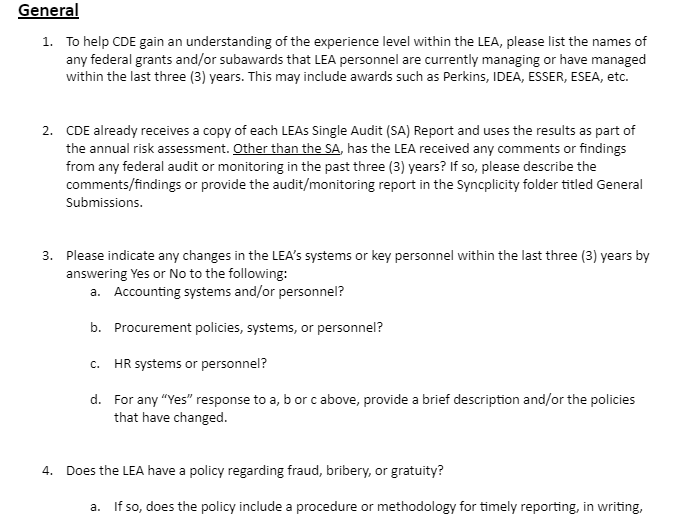 General
1. To help CDE gain an understanding of the experience level within the LEA, please list the names of
any federal grants and/or subawards that LEA personnel are currently managing or have managed
within the last three (3) years. This may include awards such as Perkins, IDEA, ESSER, ESEA, etc.
2. CDE already receives a copy of each LEAs Single Audit (SA) Report and uses the results as part of
the annual risk assessment. Other than the SA, has the LEA received any comments or findings
from any federal audit or monitoring in the past three (3) years? If so, please describe the
comments/findings or provide the audit/monitoring report in the Syncplicity folder titled General
Submissions.
3. Please indicate any changes in the LEA’s systems or key personnel within the last three (3) years by
answering Yes or No to the following:
a. Accounting systems and/or personnel?
b. Procurement policies, systems, or personnel?
c. HR systems or personnel?
d. For any “Yes” response to a, b or c above, provide a brief description and/or the policies
that have changed.
4. Does the LEA have a policy regarding fraud, bribery, or gratuity?
a. If so, does the policy include a procedure or methodology for timely reporting, in writing,